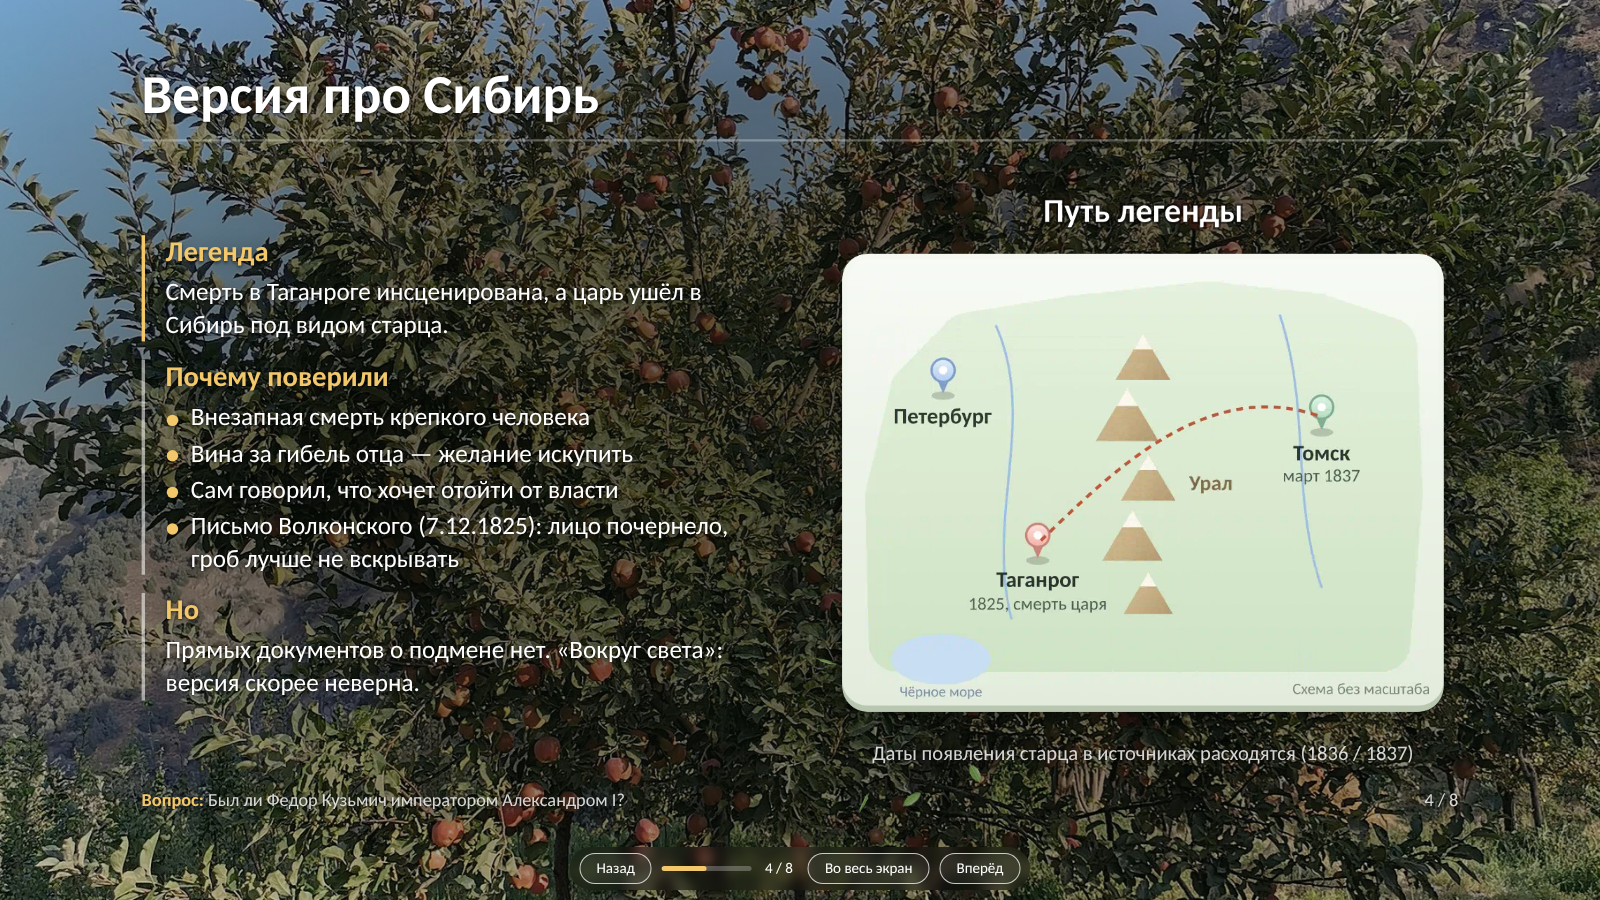 Версия про Сибирь
Легенда
Смерть в Таганроге инсценирована, а царь ушёл в
Сибирь под видом старца.
Почему поверили
Внезапная смерть крепкого человека
Вина за гибель отца — желание искупить
Сам говорил, что хочет отойти от власти
Письмо Волконского (7.12.1825): лицо почернело,
гроб лучше не вскрывать
Но
Прямых документов о подмене нет. «Вокруг света»:
версия скорее неверна.
Путь легенды
Петербург
Томск
март 1837
Урал
Таганрог
1825, смерть царя
Чёрное море
Схема без масштаба
Даты появления старца в источниках расходятся (1836 / 1837)
Вопрос: Был ли Федор Кузьмич императором Александром I?
4 / 8
Назад
4 / 8
Во весь экран
Вперёд